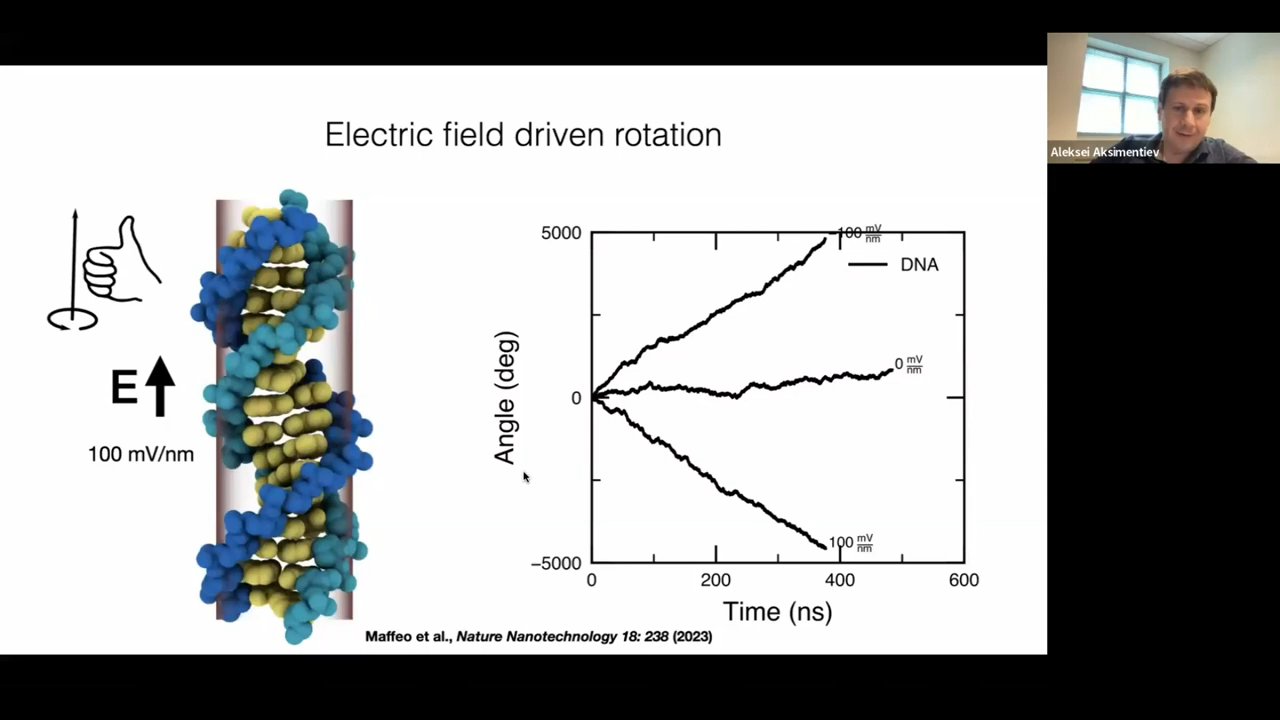 Electric field driven rotation
Aleksei Aksimentiev
E
100 mV/nm
5000
0
−5000
Angle (deg)
−100 mV/nm
DNA
0 mV/nm
100 mV/nm
0
200
400
600
Time (ns)
Maffeo et al., Nature Nanotechnology 18: 238 (2023)